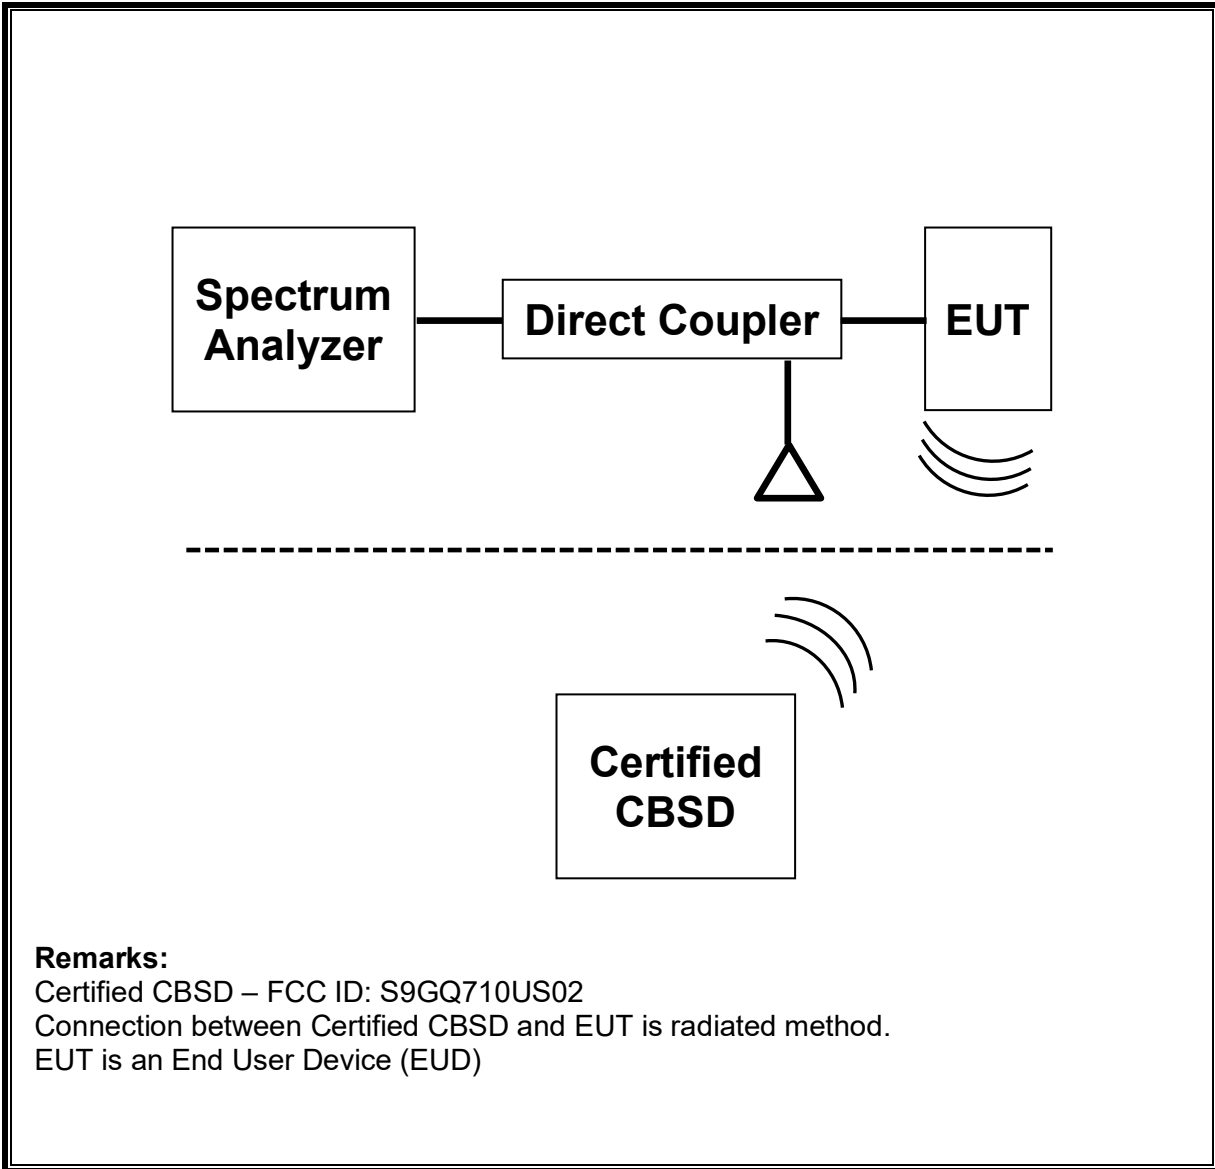 Spectrum
Analyzer
Direct Coupler
EUT
Certified
CBSD
Remarks:
Certified CBSD – FCC ID: S9GQ710US02
Connection between Certified CBSD and EUT is radiated method.
EUT is an End User Device (EUD)